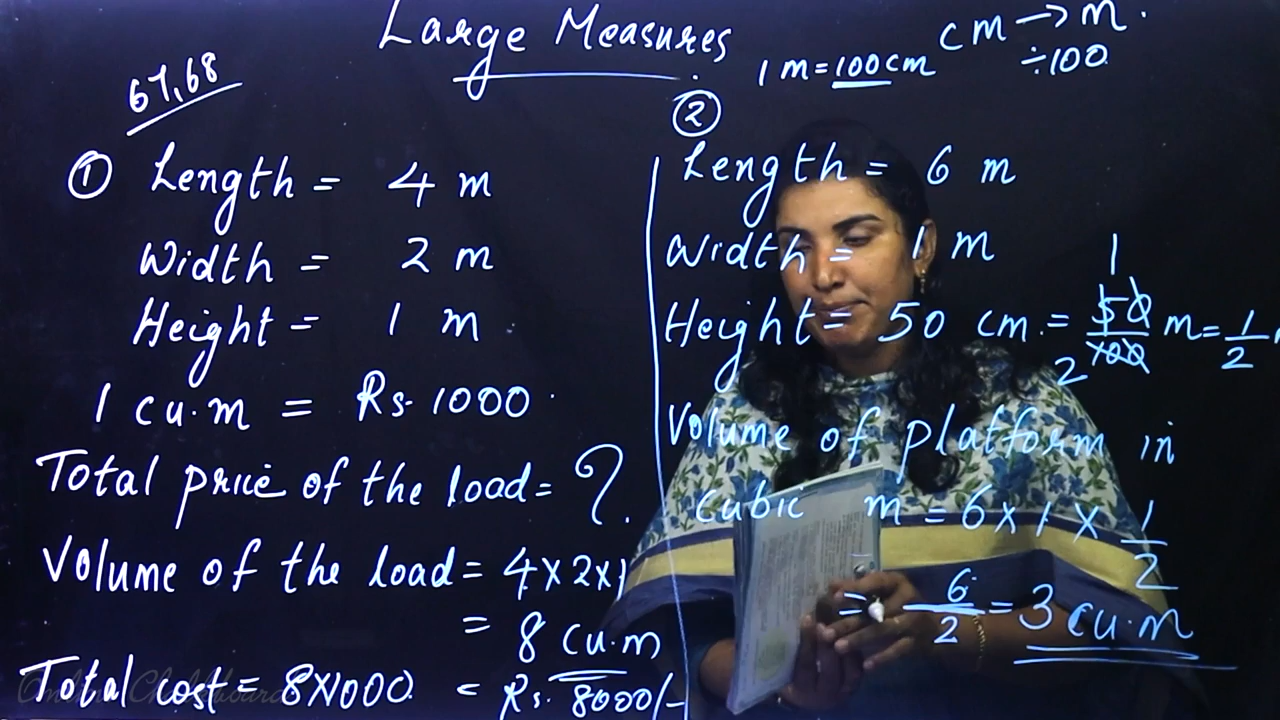 Large Measures
1 m = 100 cm
cm → m.
÷100
67, 68
① Length = 4 m
Width = 2 m
Height = 1 m
1 cu.m = Rs. 1000
Total price of the load = ?
Volume of the load = 4 × 2 × 1
= 8 cu.m
Total cost = 8×1000 = Rs. 8000/-
②
Length = 6 m
Width = 1 m
Height = 50 cm = 50/100 m = 1/2
1
2
Volume of platform in
cubic m = 6 × 1 × 1/2
= 6/2 = 3 cu.m